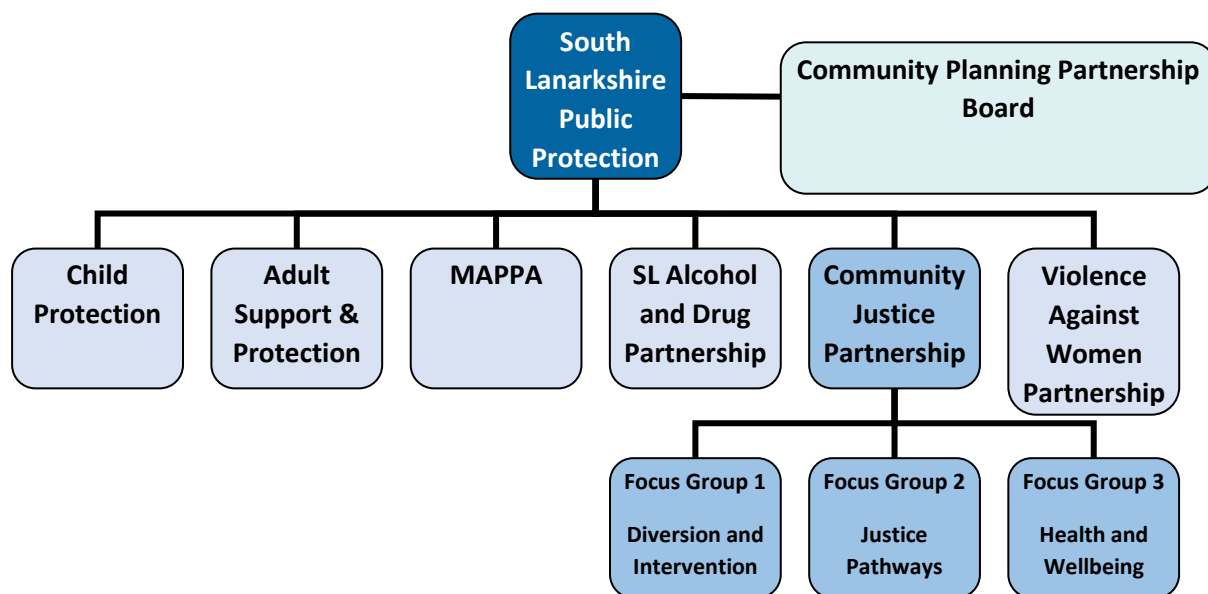 South
Lanarkshire
Public
Protection
Community Planning Partnership
Board
Child
Protection
Adult
Support &
Protection
MAPPA
SL Alcohol
and Drug
Partnership
Community
Justice
Partnership
Violence
Against
Women
Partnership
Focus Group 1
Diversion and
Intervention
Focus Group 2
Justice
Pathways
Focus Group 3
Health and
Wellbeing